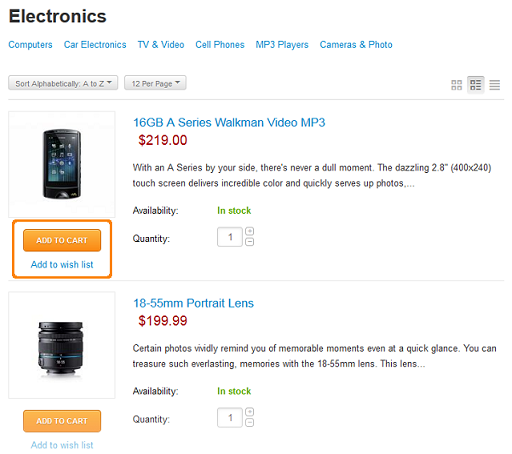 Electronics
Computers Car Electronics TV & Video Cell Phones MP3 Players Cameras & Photo
Sort Alphabetically: A to Z 12 Per Page
16GB A Series Walkman Video MP3
$219.00
With an A Series by your side, there's never a dull moment. The dazzling 2.8" (400x240)
touch screen delivers incredible color and quickly serves up photos,...
Availability: In stock
Quantity: 1
ADD TO CART
Add to wish list
18-55mm Portrait Lens
$199.99
Certain photos vividly remind you of memorable moments even at a quick glance. You can
treasure such everlasting, memories with the 18-55mm lens. This lens...
Availability: In stock
Quantity: 1
ADD TO CART
Add to wish list